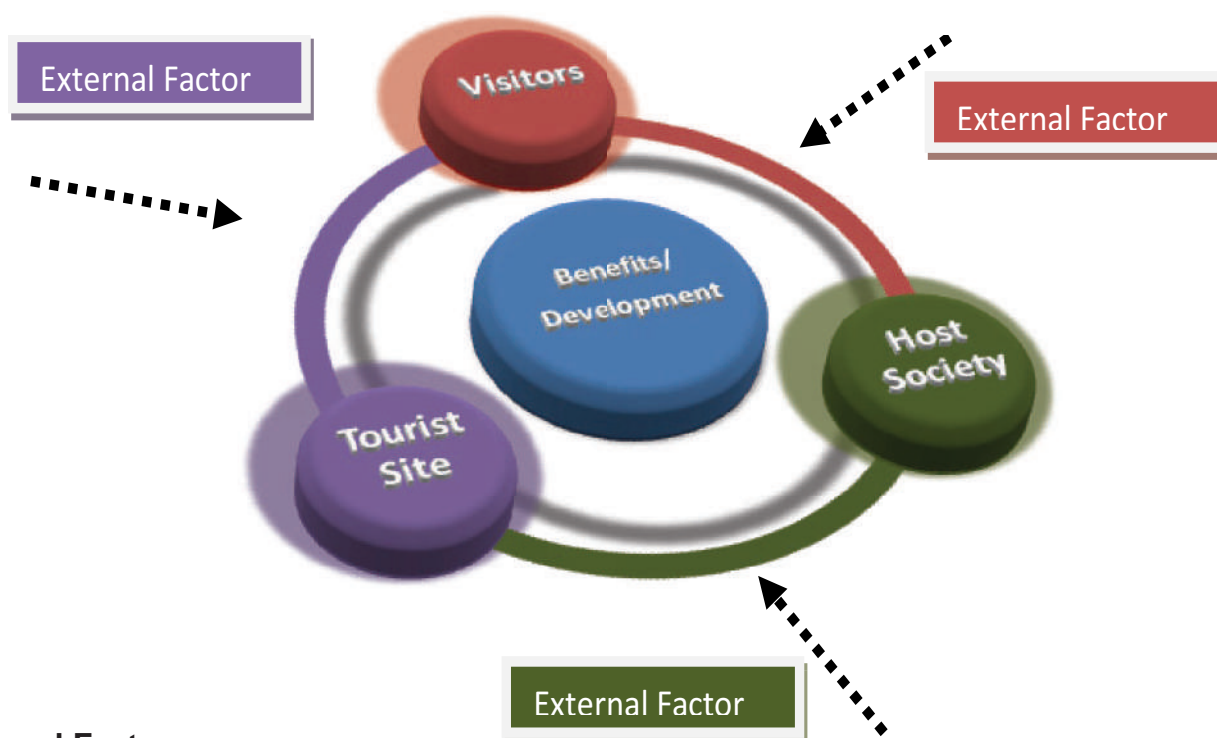 External Factor
Visitors
External Factor
Benefits/
Development
Host
Society
Tourist
Site
External Factor